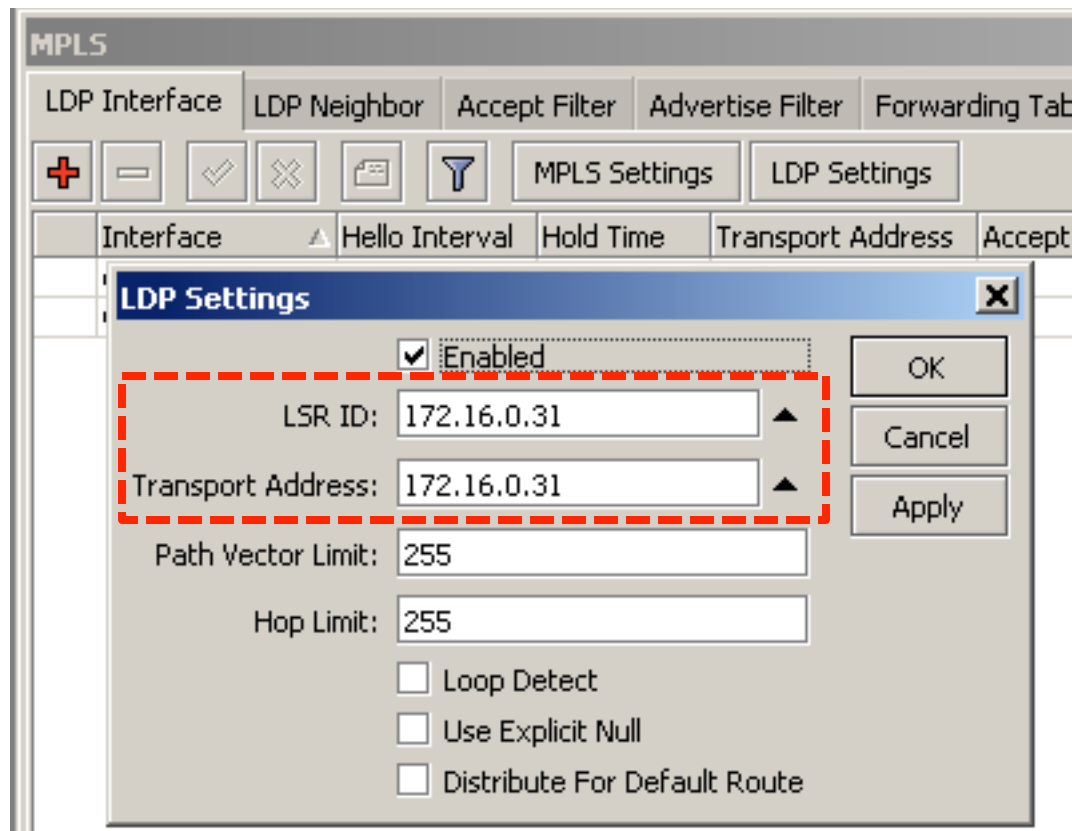 MPLS
LDP Interface LDP Neighbor Accept Filter Advertise Filter Forwarding Tab
MPLS Settings LDP Settings
Interface Hello Interval Hold Time Transport Address Accept
LDP Settings
Enabled
OK
LSR ID: 172.16.0.31
Cancel
Transport Address: 172.16.0.31
Apply
Path Vector Limit: 255
Hop Limit: 255
Loop Detect
Use Explicit Null
Distribute For Default Route